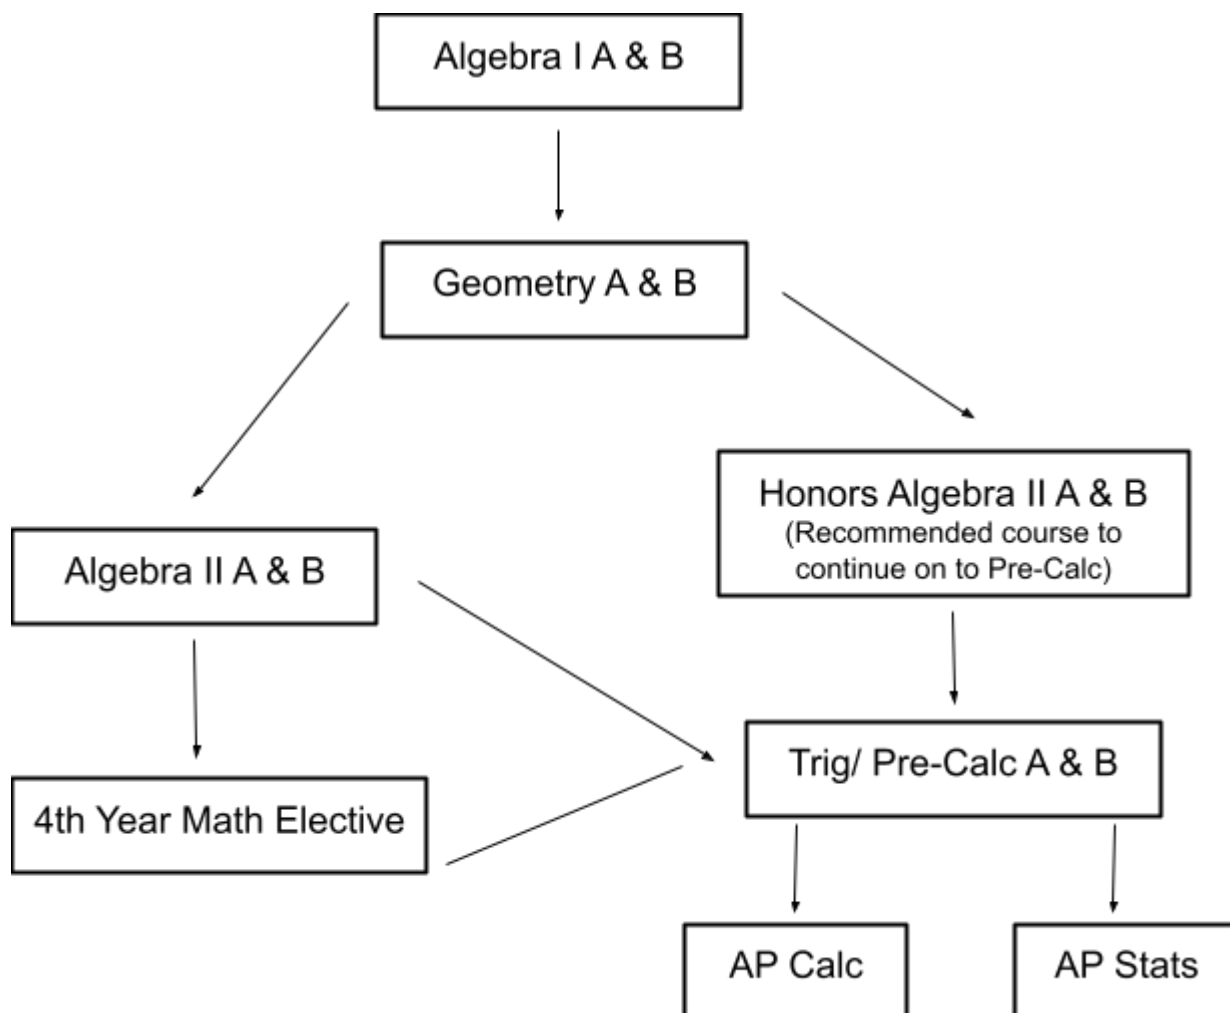 Algebra I A & B
Geometry A & B
Honors Algebra II A & B
(Recommended course to
continue on to Pre-Calc)
Algebra II A & B
Trig/ Pre-Calc A & B
4th Year Math Elective
AP Calc
AP Stats